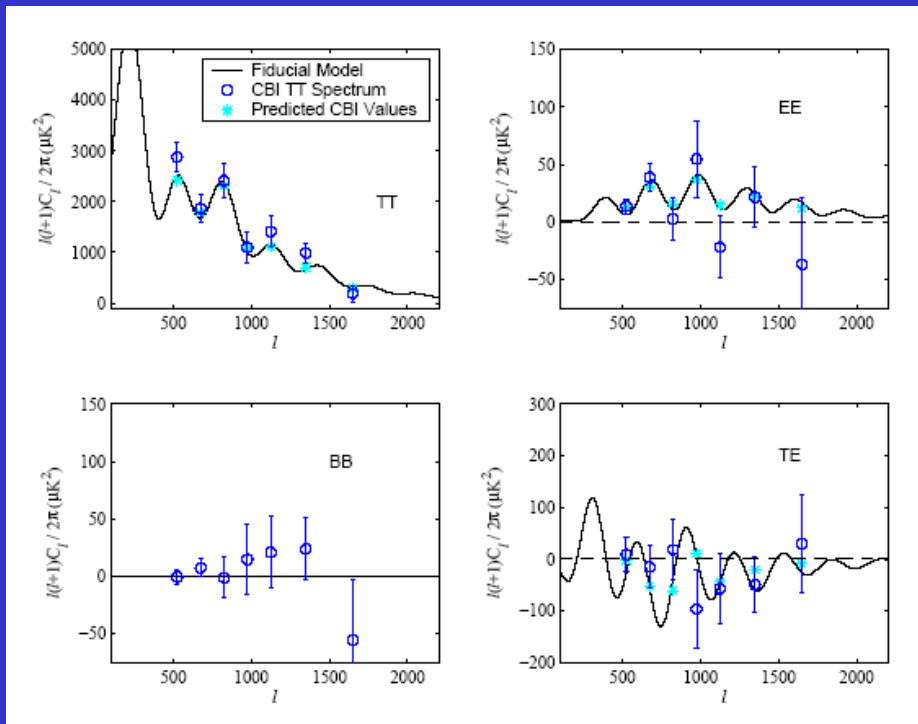 l(l+1)C_l / 2π (μK²)
5000
4000
3000
2000
1000
0
Fiducial Model
CBI TT Spectrum
Predicted CBI Values
TT
500
1000
1500
2000
l
l(l+1)C_l / 2π (μK²)
150
100
50
0
−50
EE
500
1000
1500
2000
l
l(l+1)C_l / 2π (μK²)
150
100
50
0
−50
BB
500
1000
1500
2000
l
l(l+1)C_l / 2π (μK²)
300
200
100
0
−100
−200
TE
500
1000
1500
2000
l